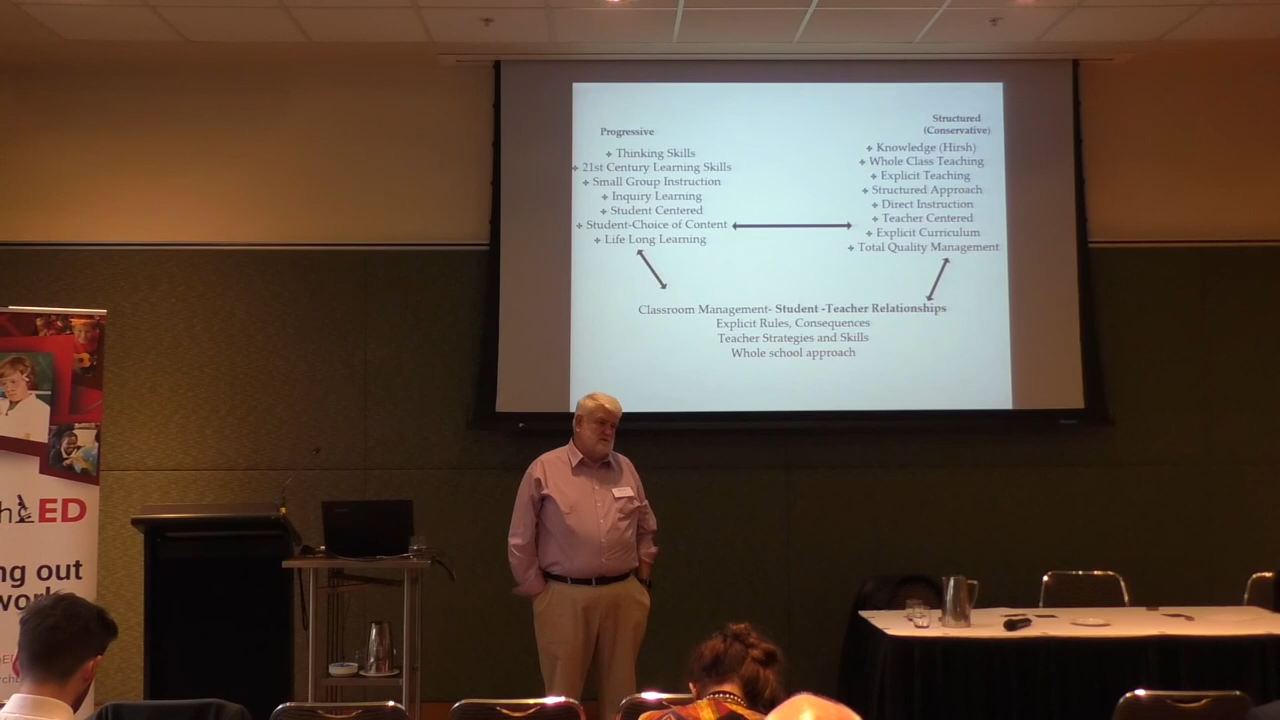 Progressive
✢ Thinking Skills
✢ 21st Century Learning Skills
✢ Small Group Instruction
✢ Inquiry Learning
✢ Student Centered
✢ Student-Choice of Content
✢ Life Long Learning
Structured
(Conservative)
✢ Knowledge (Hirsh)
✢ Whole Class Teaching
✢ Explicit Teaching
✢ Structured Approach
✢ Direct Instruction
✢ Teacher Centered
✢ Explicit Curriculum
✢ Total Quality Management
Classroom Management- Student -Teacher Relationships
Explicit Rules, Consequences
Teacher Strategies and Skills
Whole school approach
hED
ng out